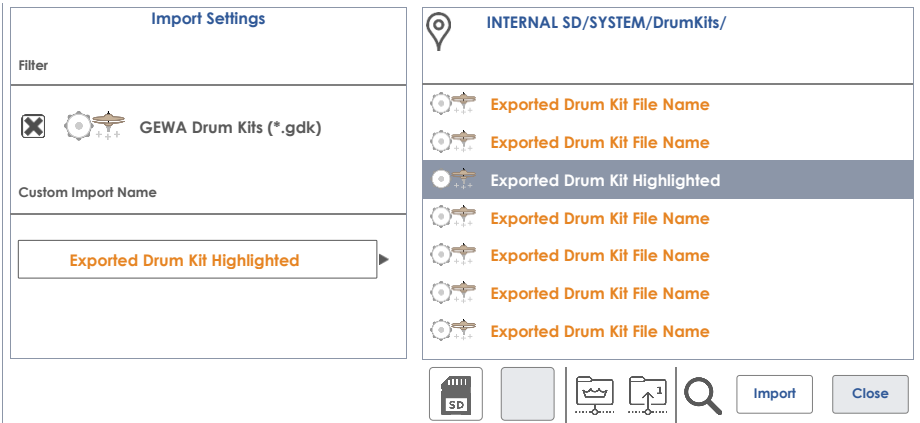 Import Settings
Filter
GEWA Drum Kits (*.gdk)
Custom Import Name
Exported Drum Kit Highlighted
INTERNAL SD/SYSTEM/DrumKits/
Exported Drum Kit File Name
Exported Drum Kit File Name
Exported Drum Kit Highlighted
Exported Drum Kit File Name
Exported Drum Kit File Name
Exported Drum Kit File Name
Exported Drum Kit File Name
SD
1
Import
Close